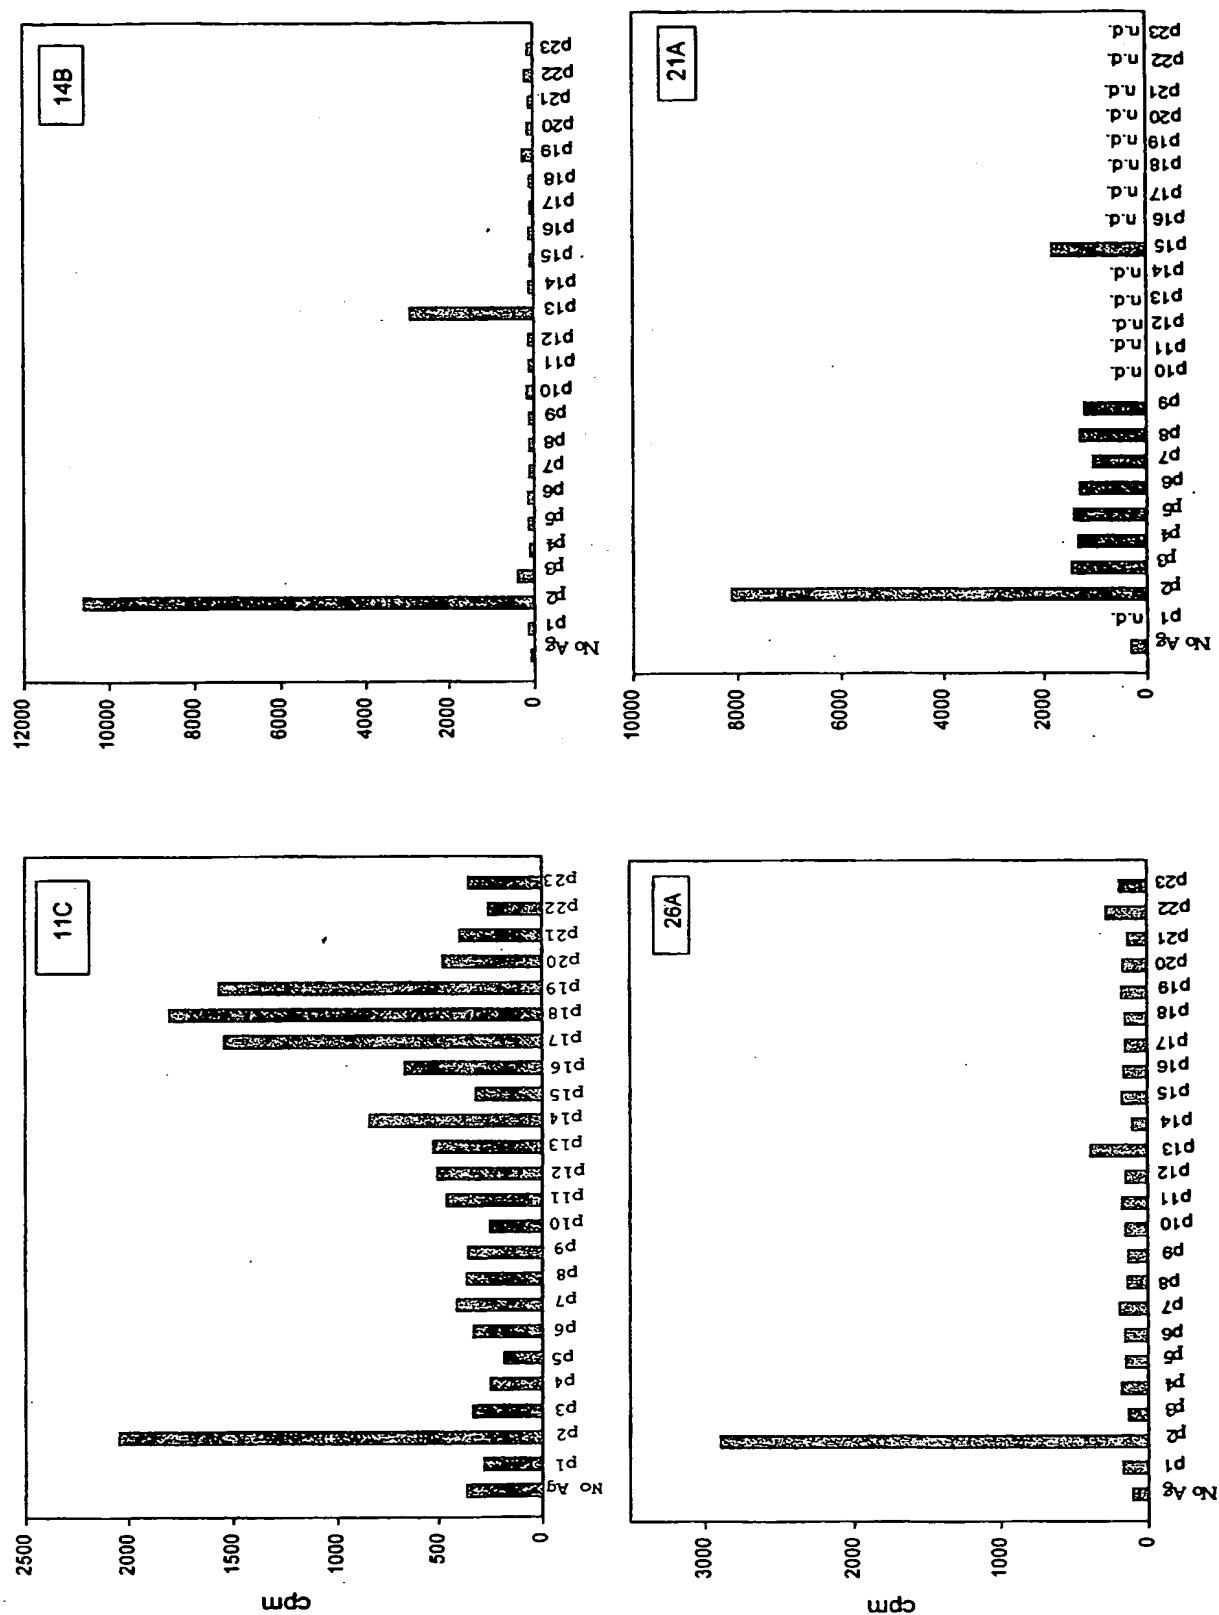 11C
cpm
2500
2000
1500
1000
500
0
No Ag
p1
p2
p3
p4
p5
p6
p7
p8
p9
p10
p11
p12
p13
p14
p15
p16
p17
p18
p19
p20
p21
p22
p23
14B
12000
10000
8000
6000
4000
2000
0
No Ag
p1
p2
p3
p4
p5
p6
p7
p8
p9
p10
p11
p12
p13
p14
p15
p16
p17
p18
p19
p20
p21
p22
p23
26A
cpm
3000
2000
1000
0
No Ag
p1
p2
p3
p4
p5
p6
p7
p8
p9
p10
p11
p12
p13
p14
p15
p16
p17
p18
p19
p20
p21
p22
p23
21A
10000
8000
6000
4000
2000
0
No Ag
p1 n.d.
p2
p3
p4
p5
p6
p7
p8
p9
p10 n.d.
p11 n.d.
p12 n.d.
p13 n.d.
p14 n.d.
p15
p16 n.d.
p17 n.d.
p18 n.d.
p19 n.d.
p20 n.d.
p21 n.d.
p22 n.d.
p23 n.d.